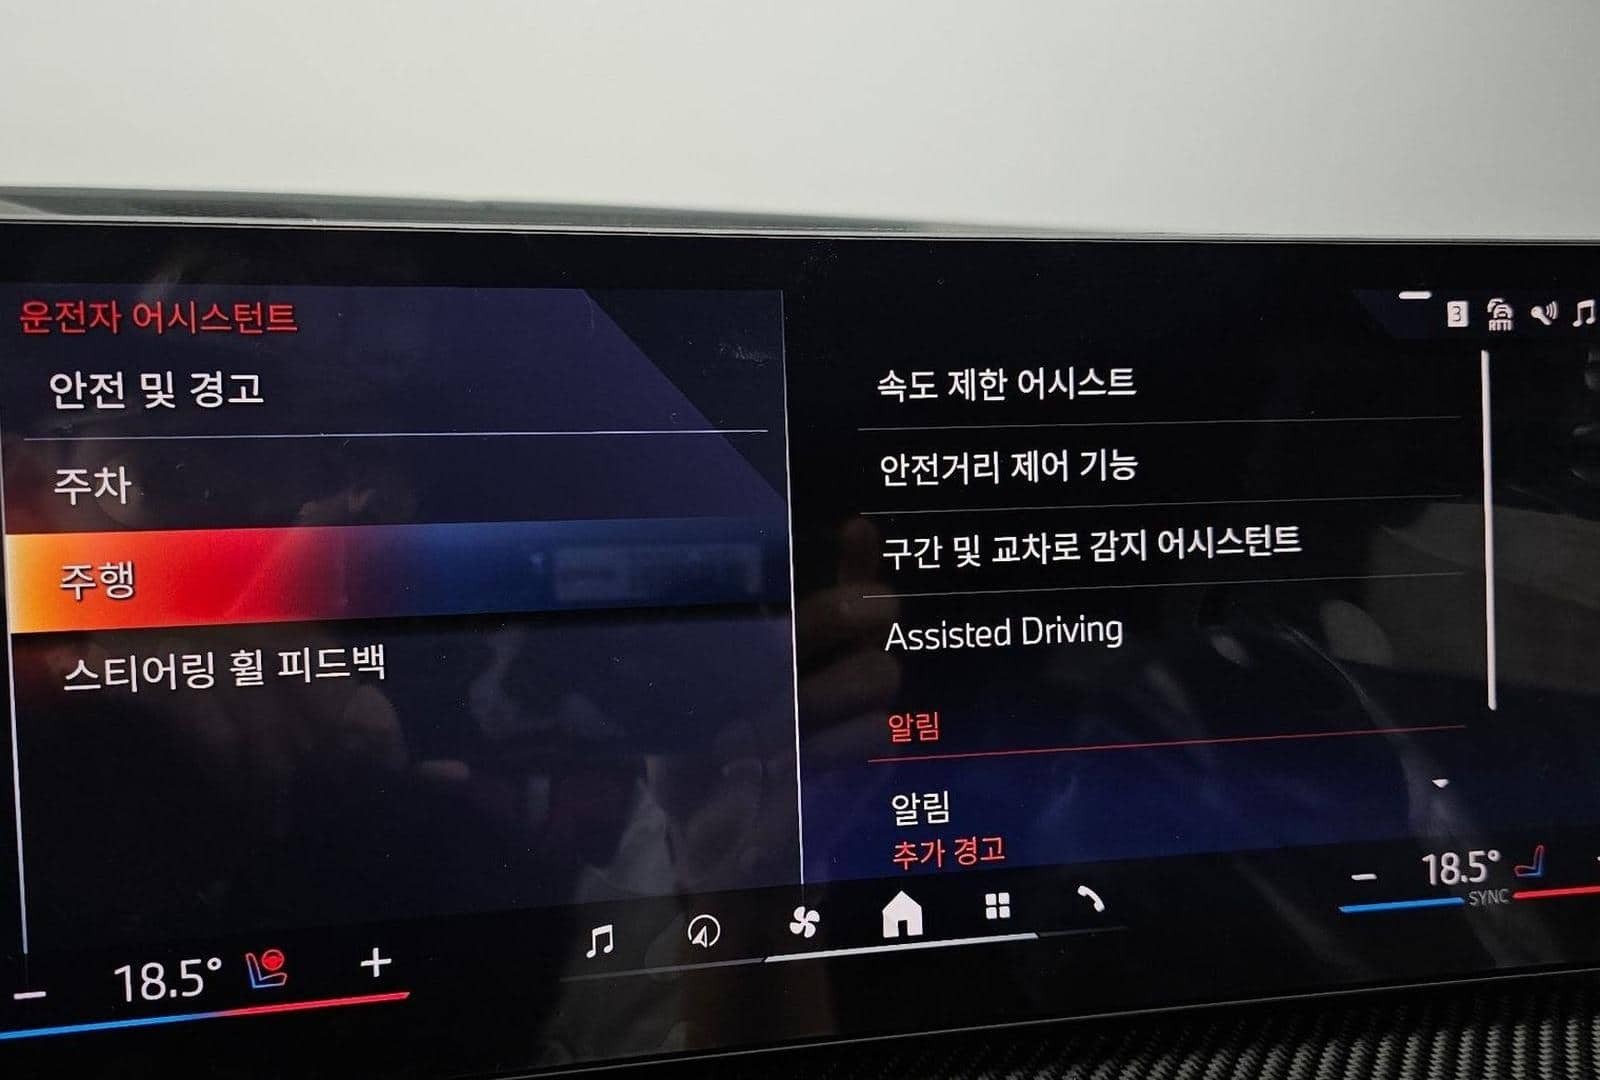 운전자 어시스턴트
안전 및 경고
주차
주행
스티어링 휠 피드백
3
RTTI
속도 제한 어시스트
안전거리 제어 기능
구간 및 교차로 감지 어시스턴트
Assisted Driving
알림
알림
추가 경고
18.5°
SYNC
18.5°